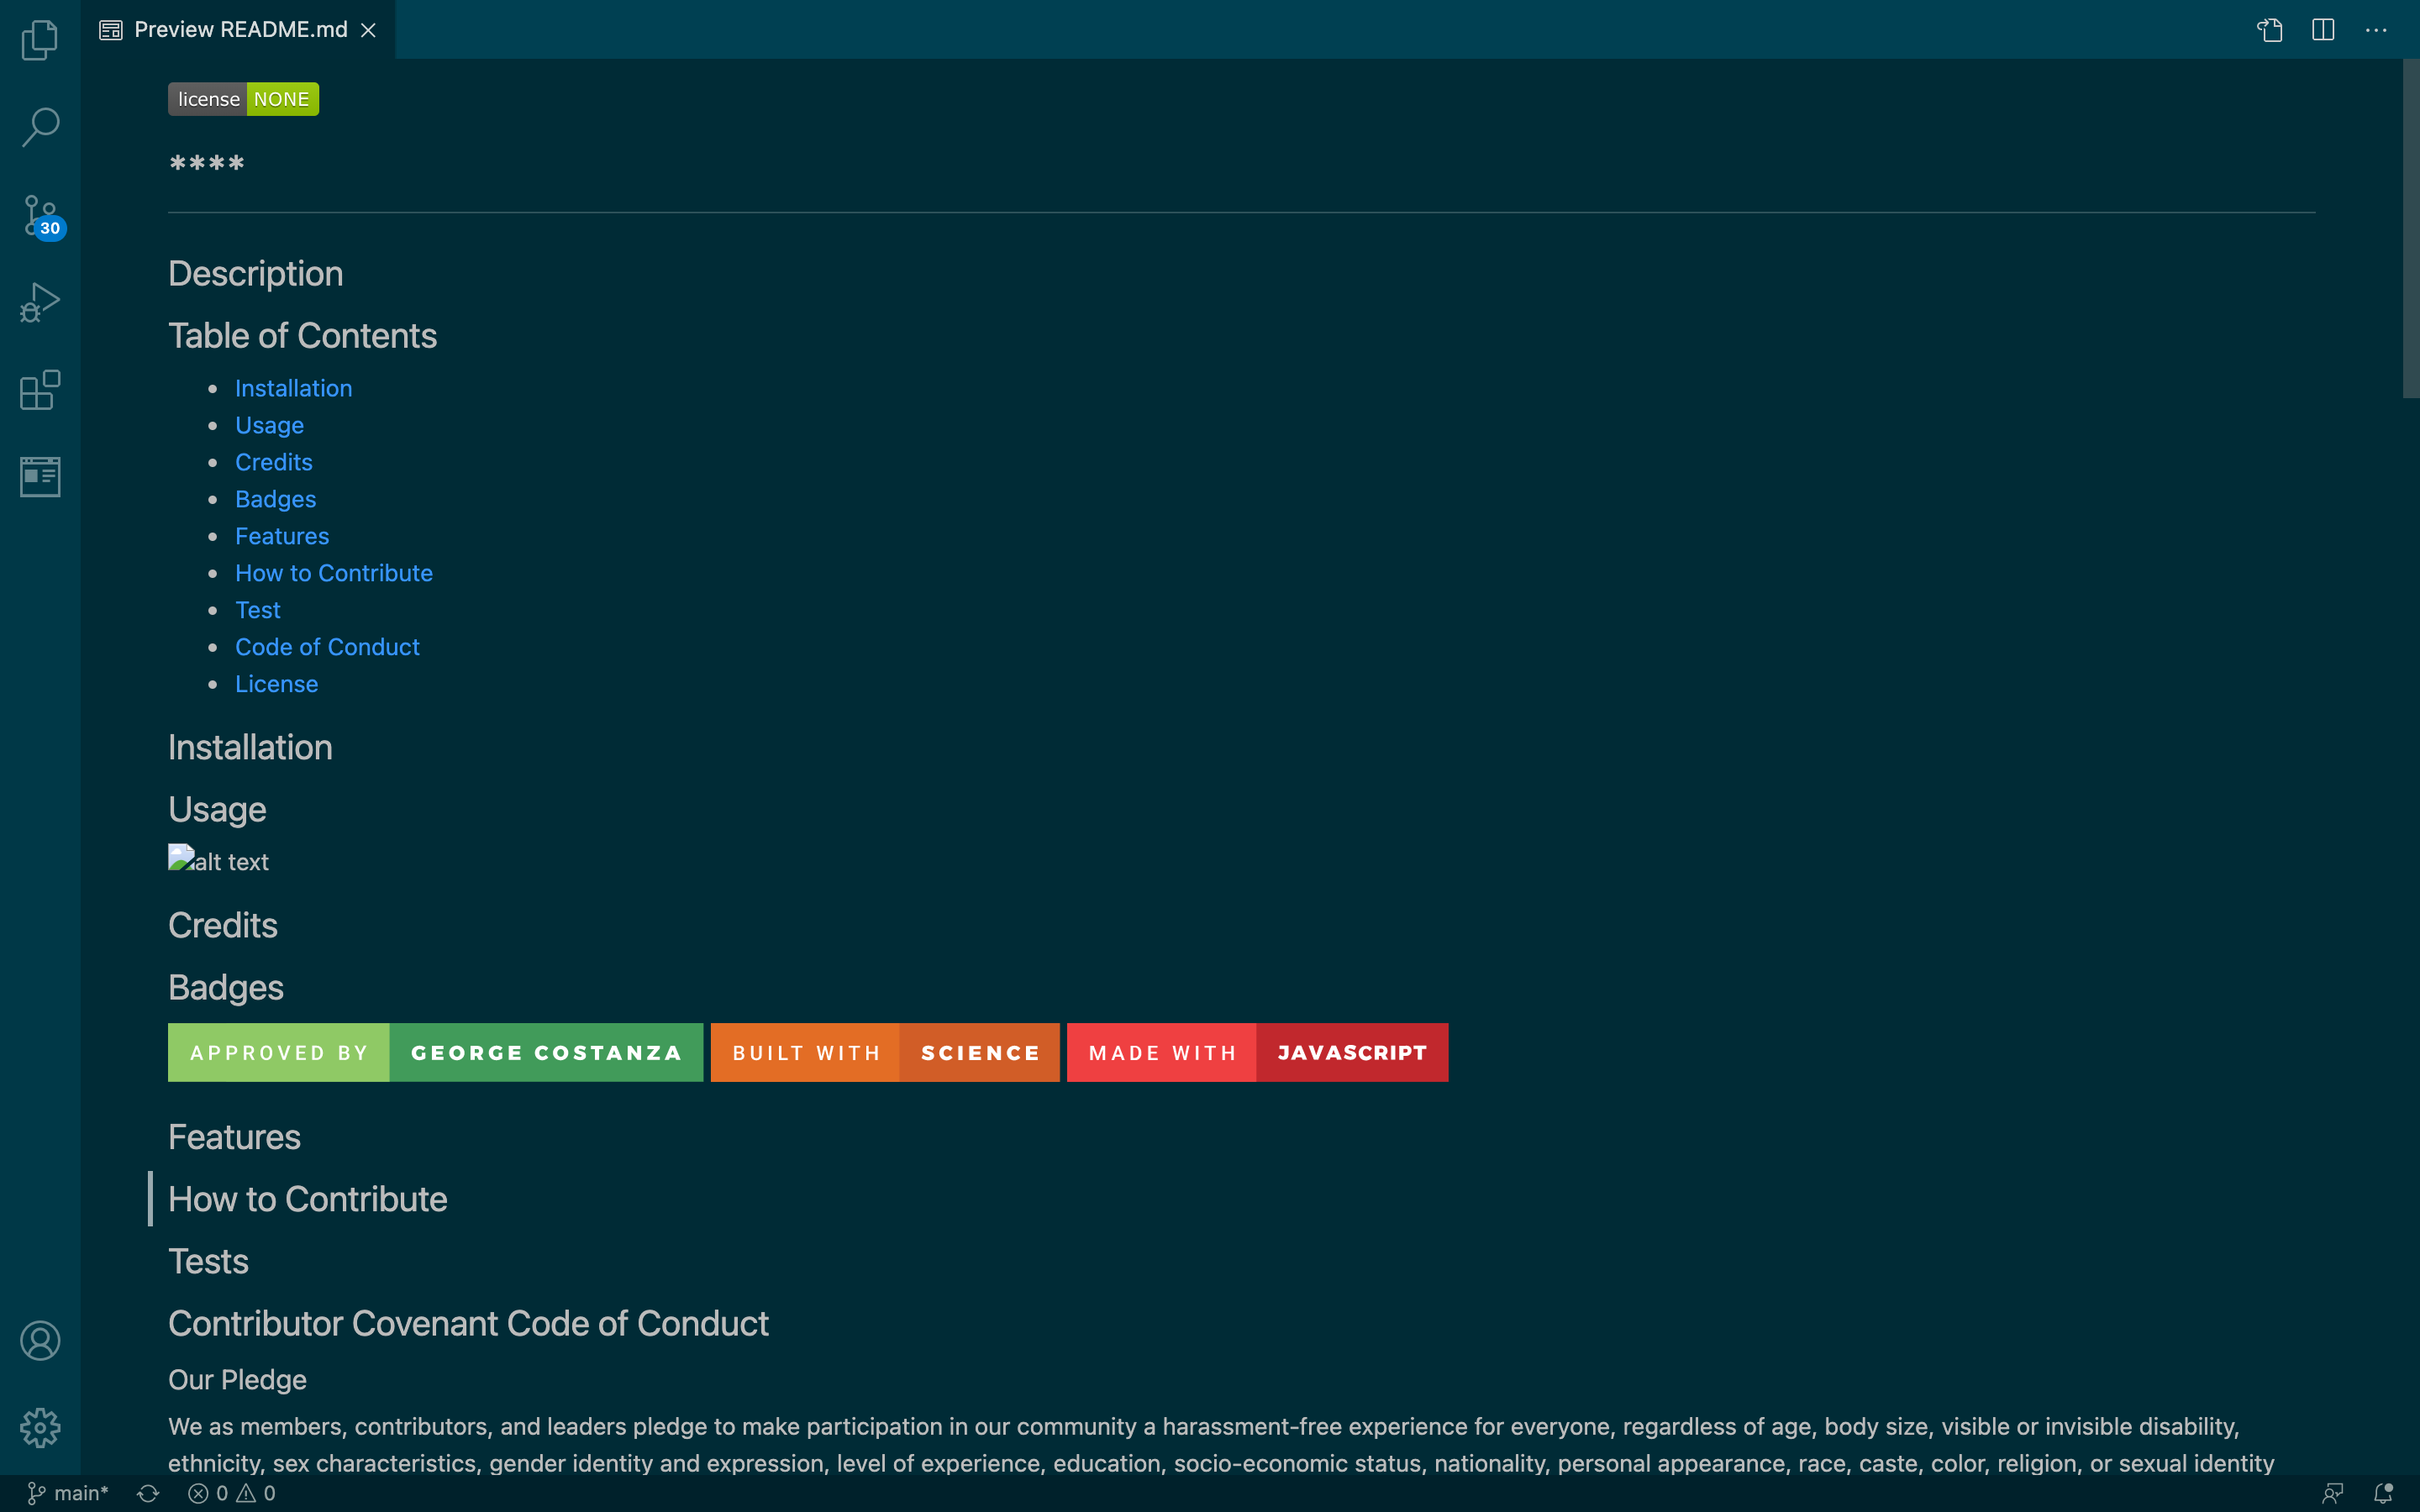 Preview README.md
license NONE
****
30
Description
Table of Contents
Installation
Usage
Credits
Badges
Features
How to Contribute
Test
Code of Conduct
License
Installation
Usage
alt text
Credits
Badges
APPROVED BY GEORGE COSTANZA BUILT WITH SCIENCE MADE WITH JAVASCRIPT
Features
How to Contribute
Tests
Contributor Covenant Code of Conduct
Our Pledge
We as members, contributors, and leaders pledge to make participation in our community a harassment-free experience for everyone, regardless of age, body size, visible or invisible disability,
ethnicity, sex characteristics, gender identity and expression, level of experience, education, socio-economic status, nationality, personal appearance, race, caste, color, religion, or sexual identity
main* 0 0